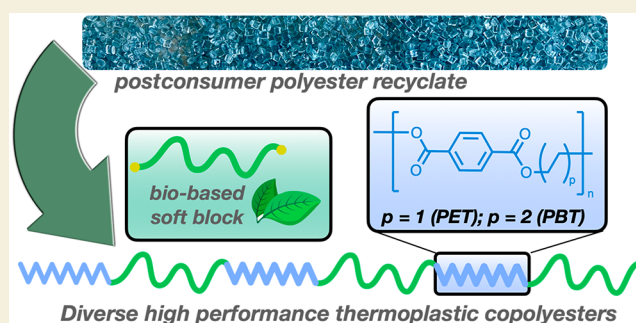 postconsumer polyester recyclate
bio-based
soft block
O
O
O
O
p
n
p = 1 (PET); p = 2 (PBT)
Diverse high performance thermoplastic copolyesters